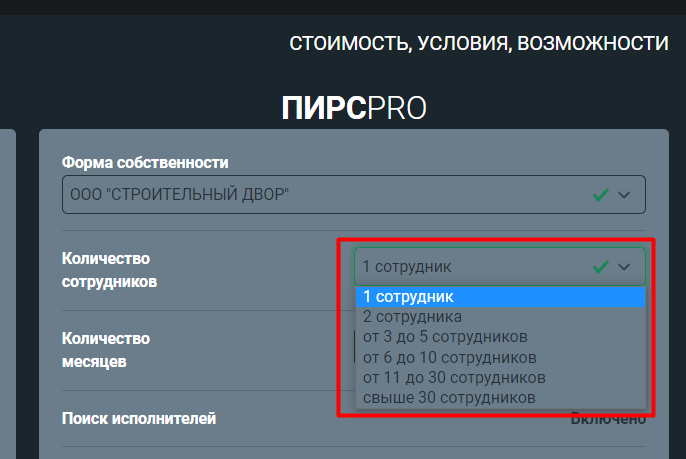 СТОИМОСТЬ, УСЛОВИЯ, ВОЗМОЖНОСТИ
ПИРСPRO
Форма собственности
ООО "СТРОИТЕЛЬНЫЙ ДВОР"
Количество
сотрудников
1 сотрудник
1 сотрудник
2 сотрудника
от 3 до 5 сотрудников
от 6 до 10 сотрудников
от 11 до 30 сотрудников
свыше 30 сотрудников
Количество
месяцев
Поиск исполнителей
Включено